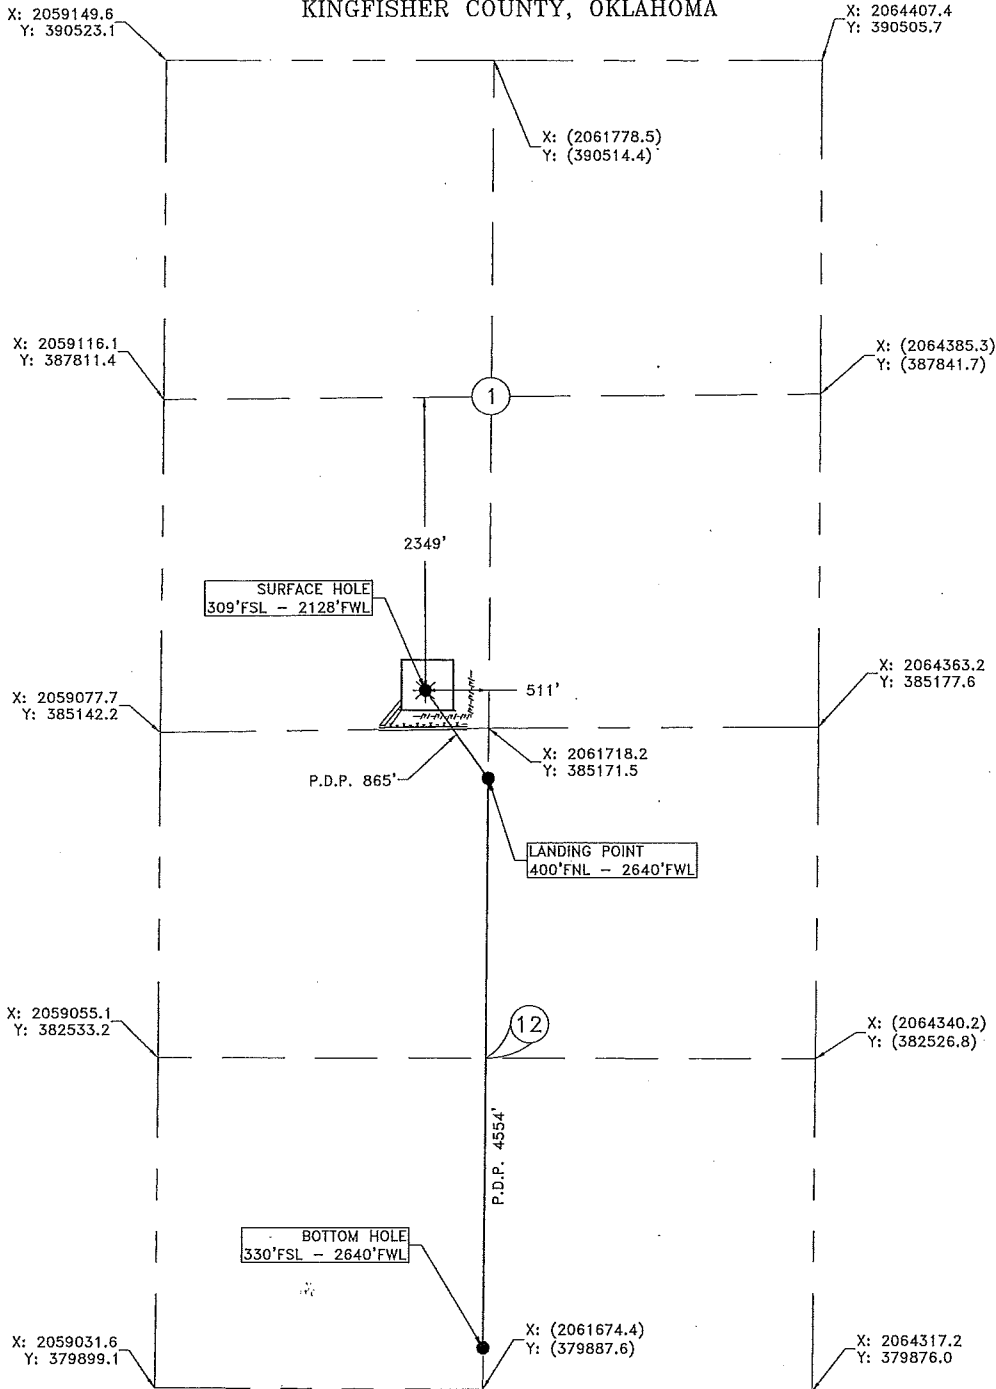 KINGFISHER COUNTY, OKLAHOMA
X: 2059149.6
Y: 390523.1
X: 2064407.4
Y: 390505.7
X: (2061778.5)
Y: (390514.4)
X: 2059116.1
Y: 387811.4
X: (2064385.3)
Y: (387841.7)
1
2349'
SURFACE HOLE
309'FSL - 2128'FWL
511'
X: 2059077.7
Y: 385142.2
X: 2064363.2
Y: 385177.6
X: 2061718.2
Y: 385171.5
P.D.P. 865'
LANDING POINT
400'FNL - 2640'FWL
X: 2059055.1
Y: 382533.2
12
X: (2064340.2)
Y: (382526.8)
P.D.P. 4554'
BOTTOM HOLE
330'FSL - 2640'FWL
X: 2059031.6
Y: 379899.1
X: (2061674.4)
Y: (379887.6)
X: 2064317.2
Y: 379876.0